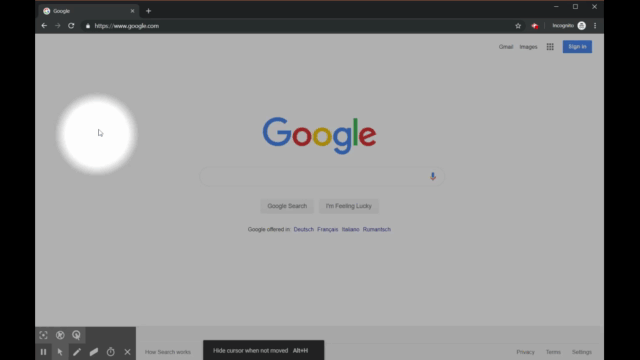 Google
https://www.google.com
Incognito
Gmail Images Sign in
Google
Google Search I'm Feeling Lucky
Google offered in: Deutsch Français Italiano Rumantsch
Hide cursor when not moved Alt+H
How Search works
Privacy Terms Settings